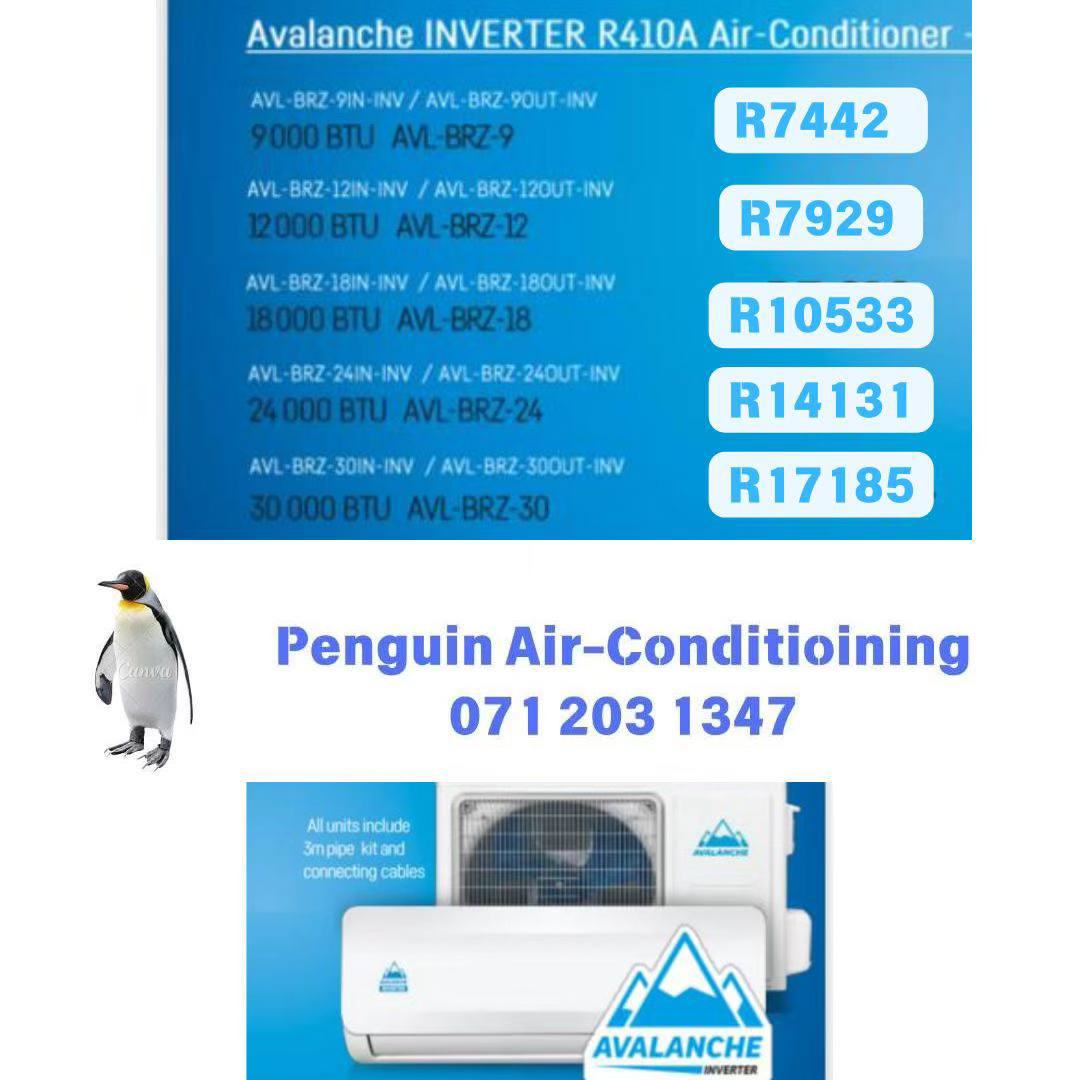 Avalanche INVERTER R410A Air-Conditioner -
AVL-BRZ-9IN-INV / AVL-BRZ-9OUT-INV
9 000 BTU AVL-BRZ-9
R7442
AVL-BRZ-12IN-INV / AVL-BRZ-12OUT-INV
12 000 BTU AVL-BRZ-12
R7929
AVL-BRZ-18IN-INV / AVL-BRZ-18OUT-INV
18 000 BTU AVL-BRZ-18
R10533
AVL-BRZ-24IN-INV / AVL-BRZ-24OUT-INV
24 000 BTU AVL-BRZ-24
R14131
AVL-BRZ-30IN-INV / AVL-BRZ-30OUT-INV
30 000 BTU AVL-BRZ-30
R17185
Canva
Penguin Air-Conditioining
071 203 1347
All units include
3m pipe kit and
connecting cables
AVALANCHE
AVALANCHE
INVERTER
AVALANCHE
INVERTER